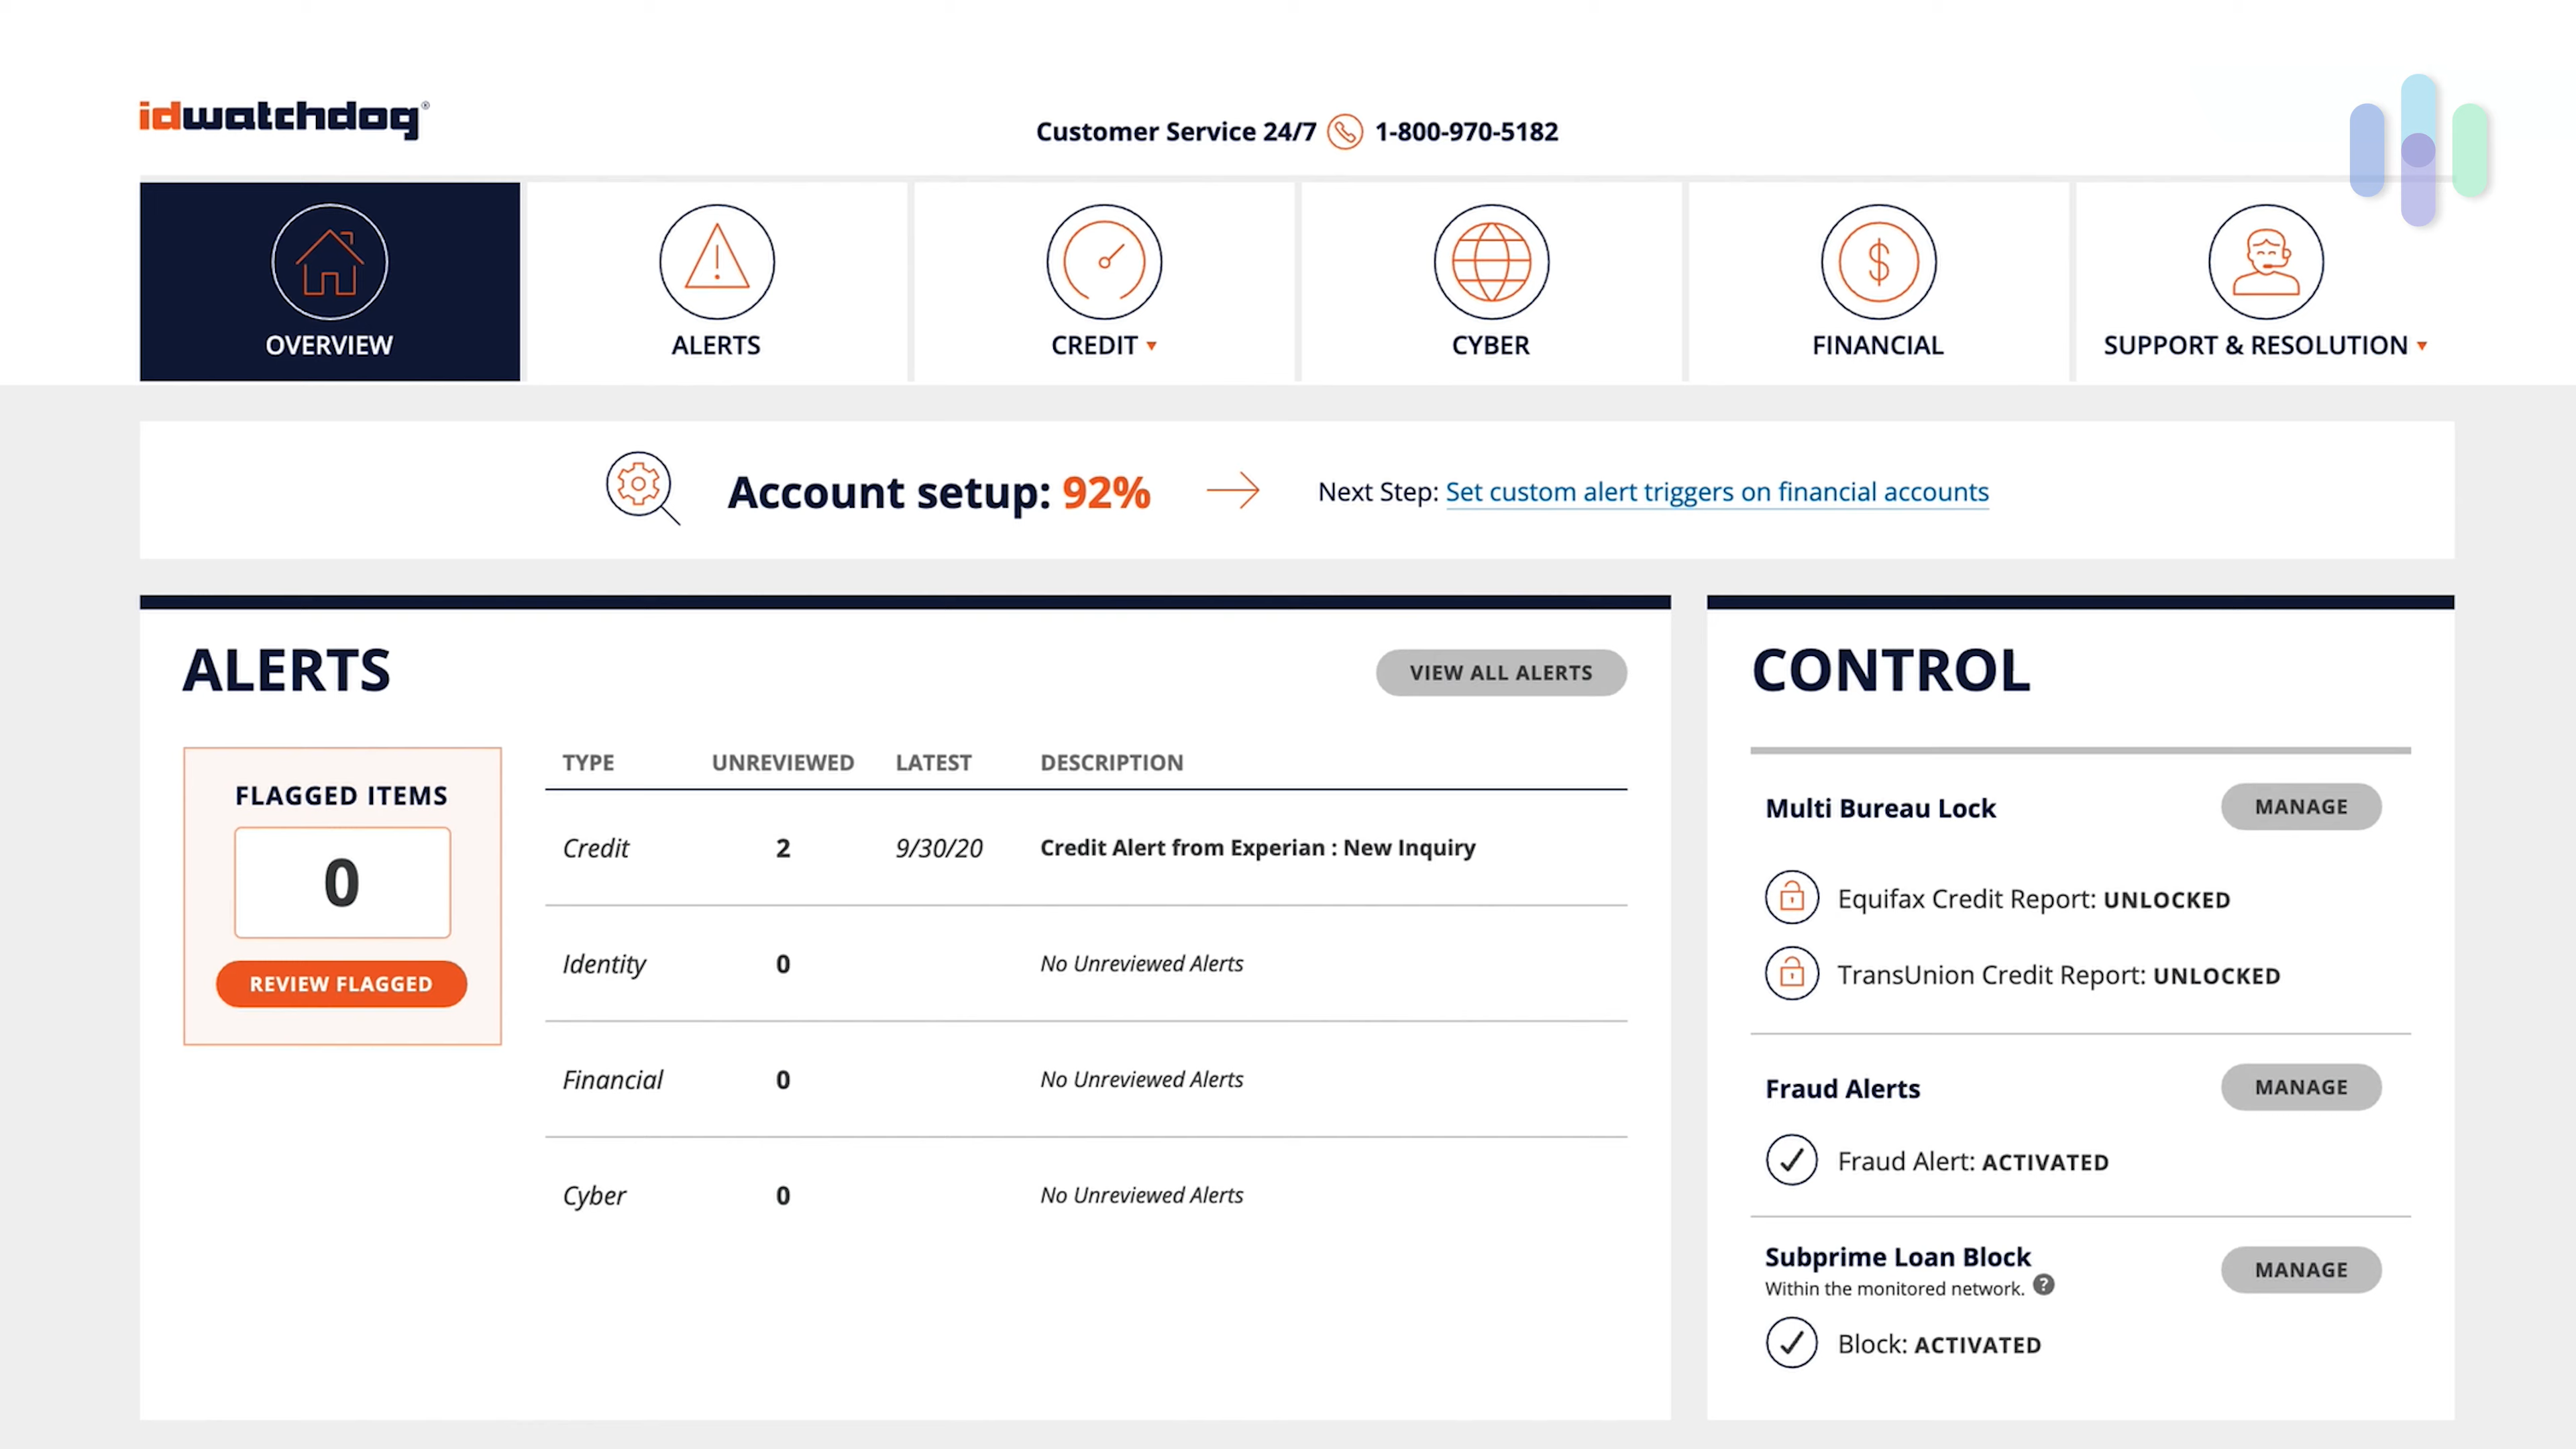 idwatchdog®
Customer Service 24/7 1-800-970-5182
OVERVIEW
ALERTS
CREDIT
CYBER
FINANCIAL
SUPPORT & RESOLUTION
Account setup: 92%
Next Step: Set custom alert triggers on financial accounts
ALERTS
VIEW ALL ALERTS
FLAGGED ITEMS
0
REVIEW FLAGGED
TYPE UNREVIEWED LATEST DESCRIPTION
Credit 2 9/30/20 Credit Alert from Experian : New Inquiry
Identity 0 No Unreviewed Alerts
Financial 0 No Unreviewed Alerts
Cyber 0 No Unreviewed Alerts
CONTROL
Multi Bureau Lock MANAGE
Equifax Credit Report: UNLOCKED
TransUnion Credit Report: UNLOCKED
Fraud Alerts MANAGE
Fraud Alert: ACTIVATED
Subprime Loan Block MANAGE
Within the monitored network. ?
Block: ACTIVATED